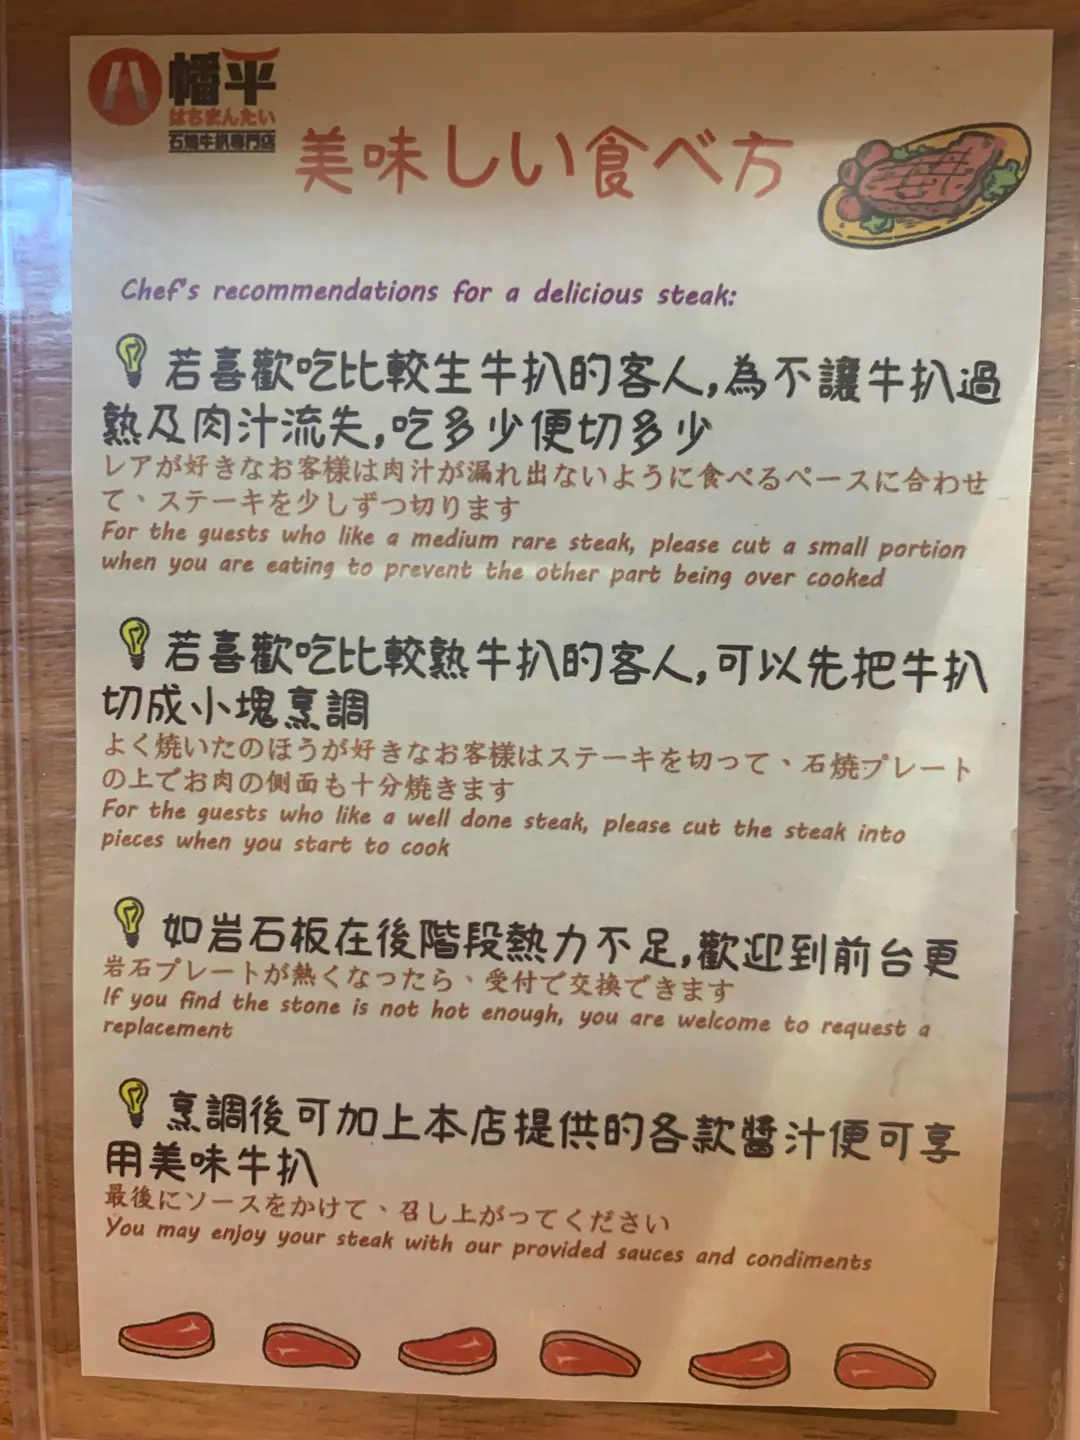 八幡平
はちまんたい
石燒牛扒專門店
美味しい食べ方
Chef's recommendations for a delicious steak:
若喜歡吃比較生牛扒的客人,為不讓牛扒過
熟及肉汁流失,吃多少便切多少
レアが好きなお客様は肉汁が漏れ出ないように食べるペースに合わせ
て、ステーキを少しずつ切ります
For the guests who like a medium rare steak, please cut a small portion
when you are eating to prevent the other part being over cooked
若喜歡吃比較熟牛扒的客人,可以先把牛扒
切成小塊烹調
よく焼いたのほうが好きなお客様はステーキを切って、石焼プレート
の上でお肉の側面も十分焼きます
For the guests who like a well done steak, please cut the steak into
pieces when you start to cook
如岩石板在後階段熱力不足,歡迎到前台更
岩石プレートが熱くなったら、受付で交換できます
If you find the stone is not hot enough, you are welcome to request a
replacement
烹調後可加上本店提供的各款醬汁便可享
用美味牛扒
最後にソースをかけて、召し上がってください
You may enjoy your steak with our provided sauces and condiments